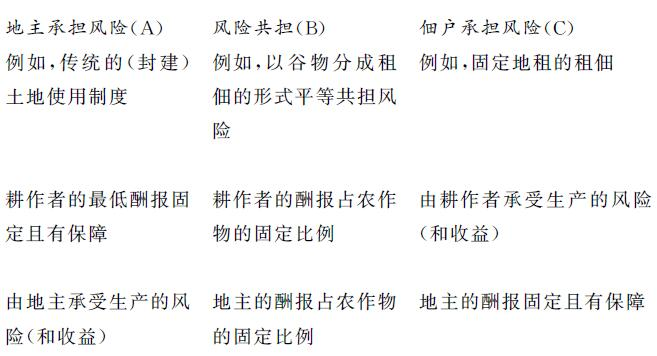 地主承担风险(A)
例如,传统的(封建)
土地使用制度
风险共担(B)
例如,以谷物分成租
佃的形式平等共担风
险
佃户承担风险(C)
例如,固定地租的租佃
耕作者的最低酬报固
定且有保障
耕作者的酬报占农作
物的固定比例
由耕作者承受生产的风险
(和收益)
由地主承受生产的风
险(和收益)
地主的酬报占农作物
的固定比例
地主的酬报固定且有保障